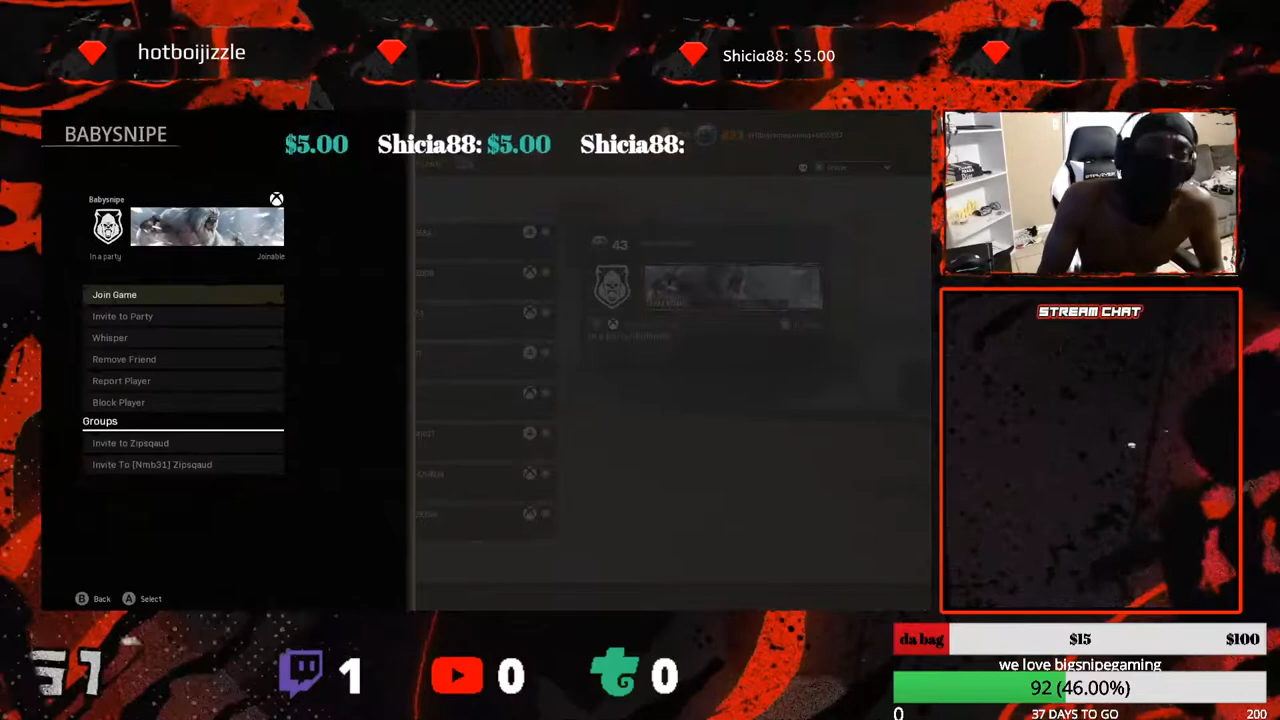 hotboijizzle
Shicia88: $5.00
BABYSNIPE
$5.00 Shicia88: $5.00 Shicia88:
Babysnipe
In a party
Joinable
Join Game
Invite to Party
Whisper
Remove Friend
Report Player
Block Player
Groups
Invite to Zipsqaud
Invite To [Nmb31] Zipsqaud
B Back A Select
43
STREAM CHAT
1
0
0
da bag $15 $100
we love bigsnipegaming
92 (46.00%)
0 37 DAYS TO GO 200